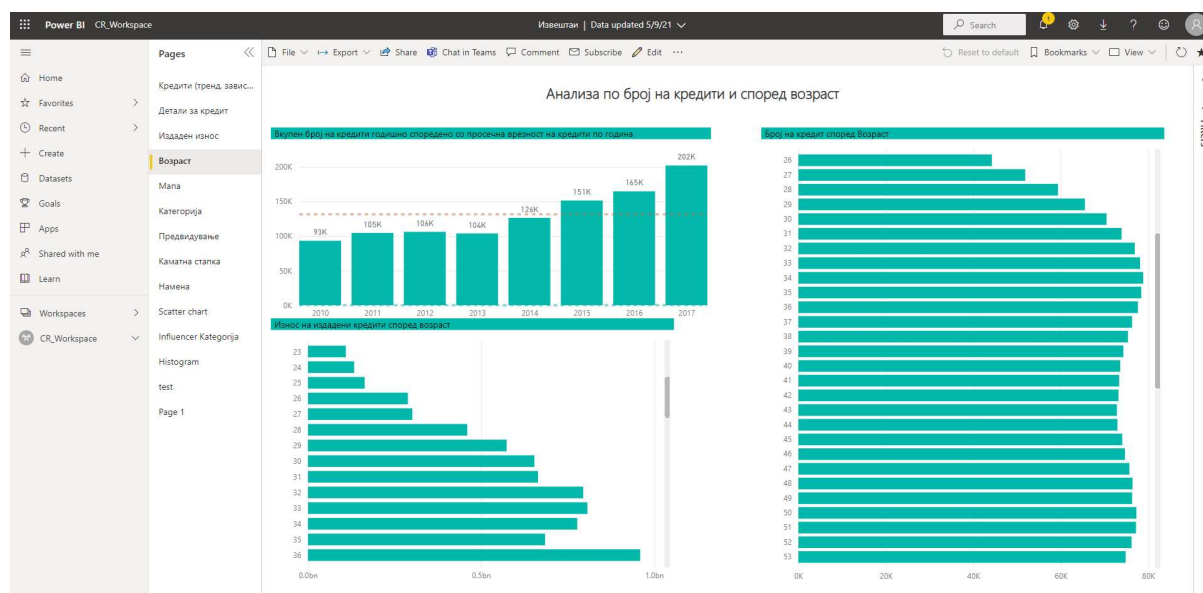 Power BI CR_Workspace
Извештаи | Data updated 5/9/21
Search
Home
Favorites
Recent
Create
Datasets
Goals
Apps
Shared with me
Learn
Workspaces
CR_Workspace
Pages
Кредити (тренд, завис...
Детали за кредит
Издаден износ
Возраст
Мапа
Категорија
Предвидување
Каматна стапка
Намена
Scatter chart
Influencer Kategorija
Histogram
test
Page 1
File Export Share Chat in Teams Comment Subscribe Edit ...
Reset to default Bookmarks View
Анализа по број на кредити и според возраст
Вкупен број на кредити годишно споредено со просечна врезност на кредити по година
200K
150K
100K
50K
0K
93K 105K 106K 104K 126K 151K 165K 202K
2010 2011 2012 2013 2014 2015 2016 2017
Износ на издадени кредити според возраст
23
24
25
26
27
28
29
30
31
32
33
34
35
36
0.0bn 0.5bn 1.0bn
Број на кредит според Возраст
26
27
28
29
30
31
32
33
34
35
36
37
38
39
40
41
42
43
44
45
46
47
48
49
50
51
52
53
0K 20K 40K 60K 80K